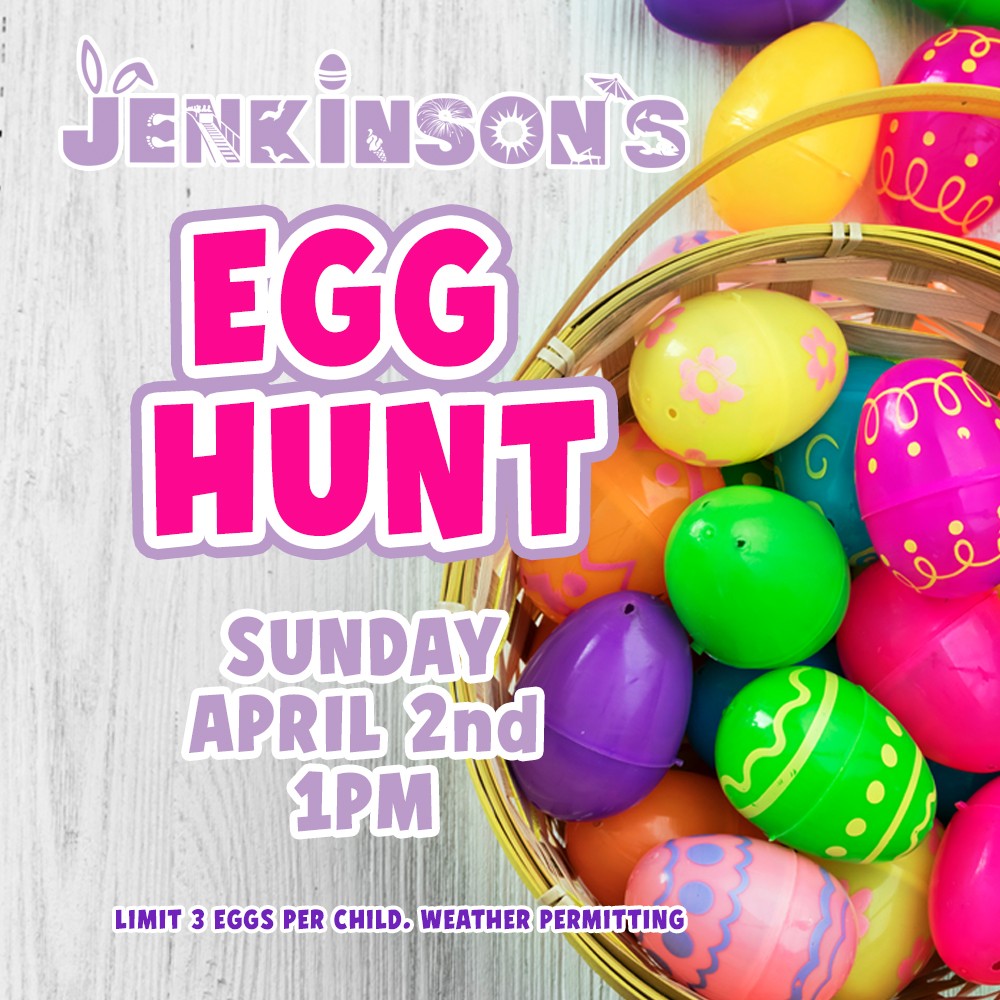 JENKINSON'S
EGG
HUNT
SUNDAY
APRIL 2nd
1PM
LIMIT 3 EGGS PER CHILD. WEATHER PERMITTING